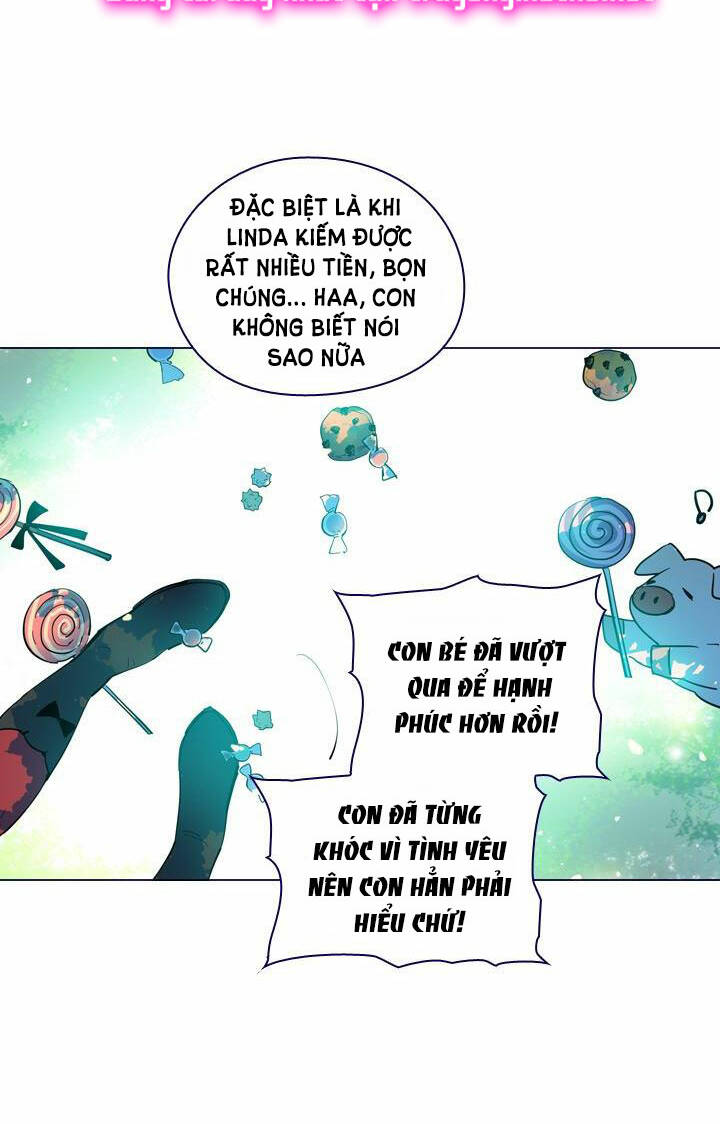 ĐẶC BIỆT LÀ KHI
LINDA KIẾM ĐƯỢC
RẤT NHIỀU TIỀN, BỌN
CHÚNG... HAA, CON
KHÔNG BIẾT NÓI
SAO NỮA
CON BÉ ĐÃ VƯỢT
QUA ĐỂ HẠNH
PHÚC HƠN RỒI!
CON ĐÃ TỪNG
KHÓC VÌ TÌNH YÊU
NÊN CON HẲN PHẢI
HIỂU CHỨ!